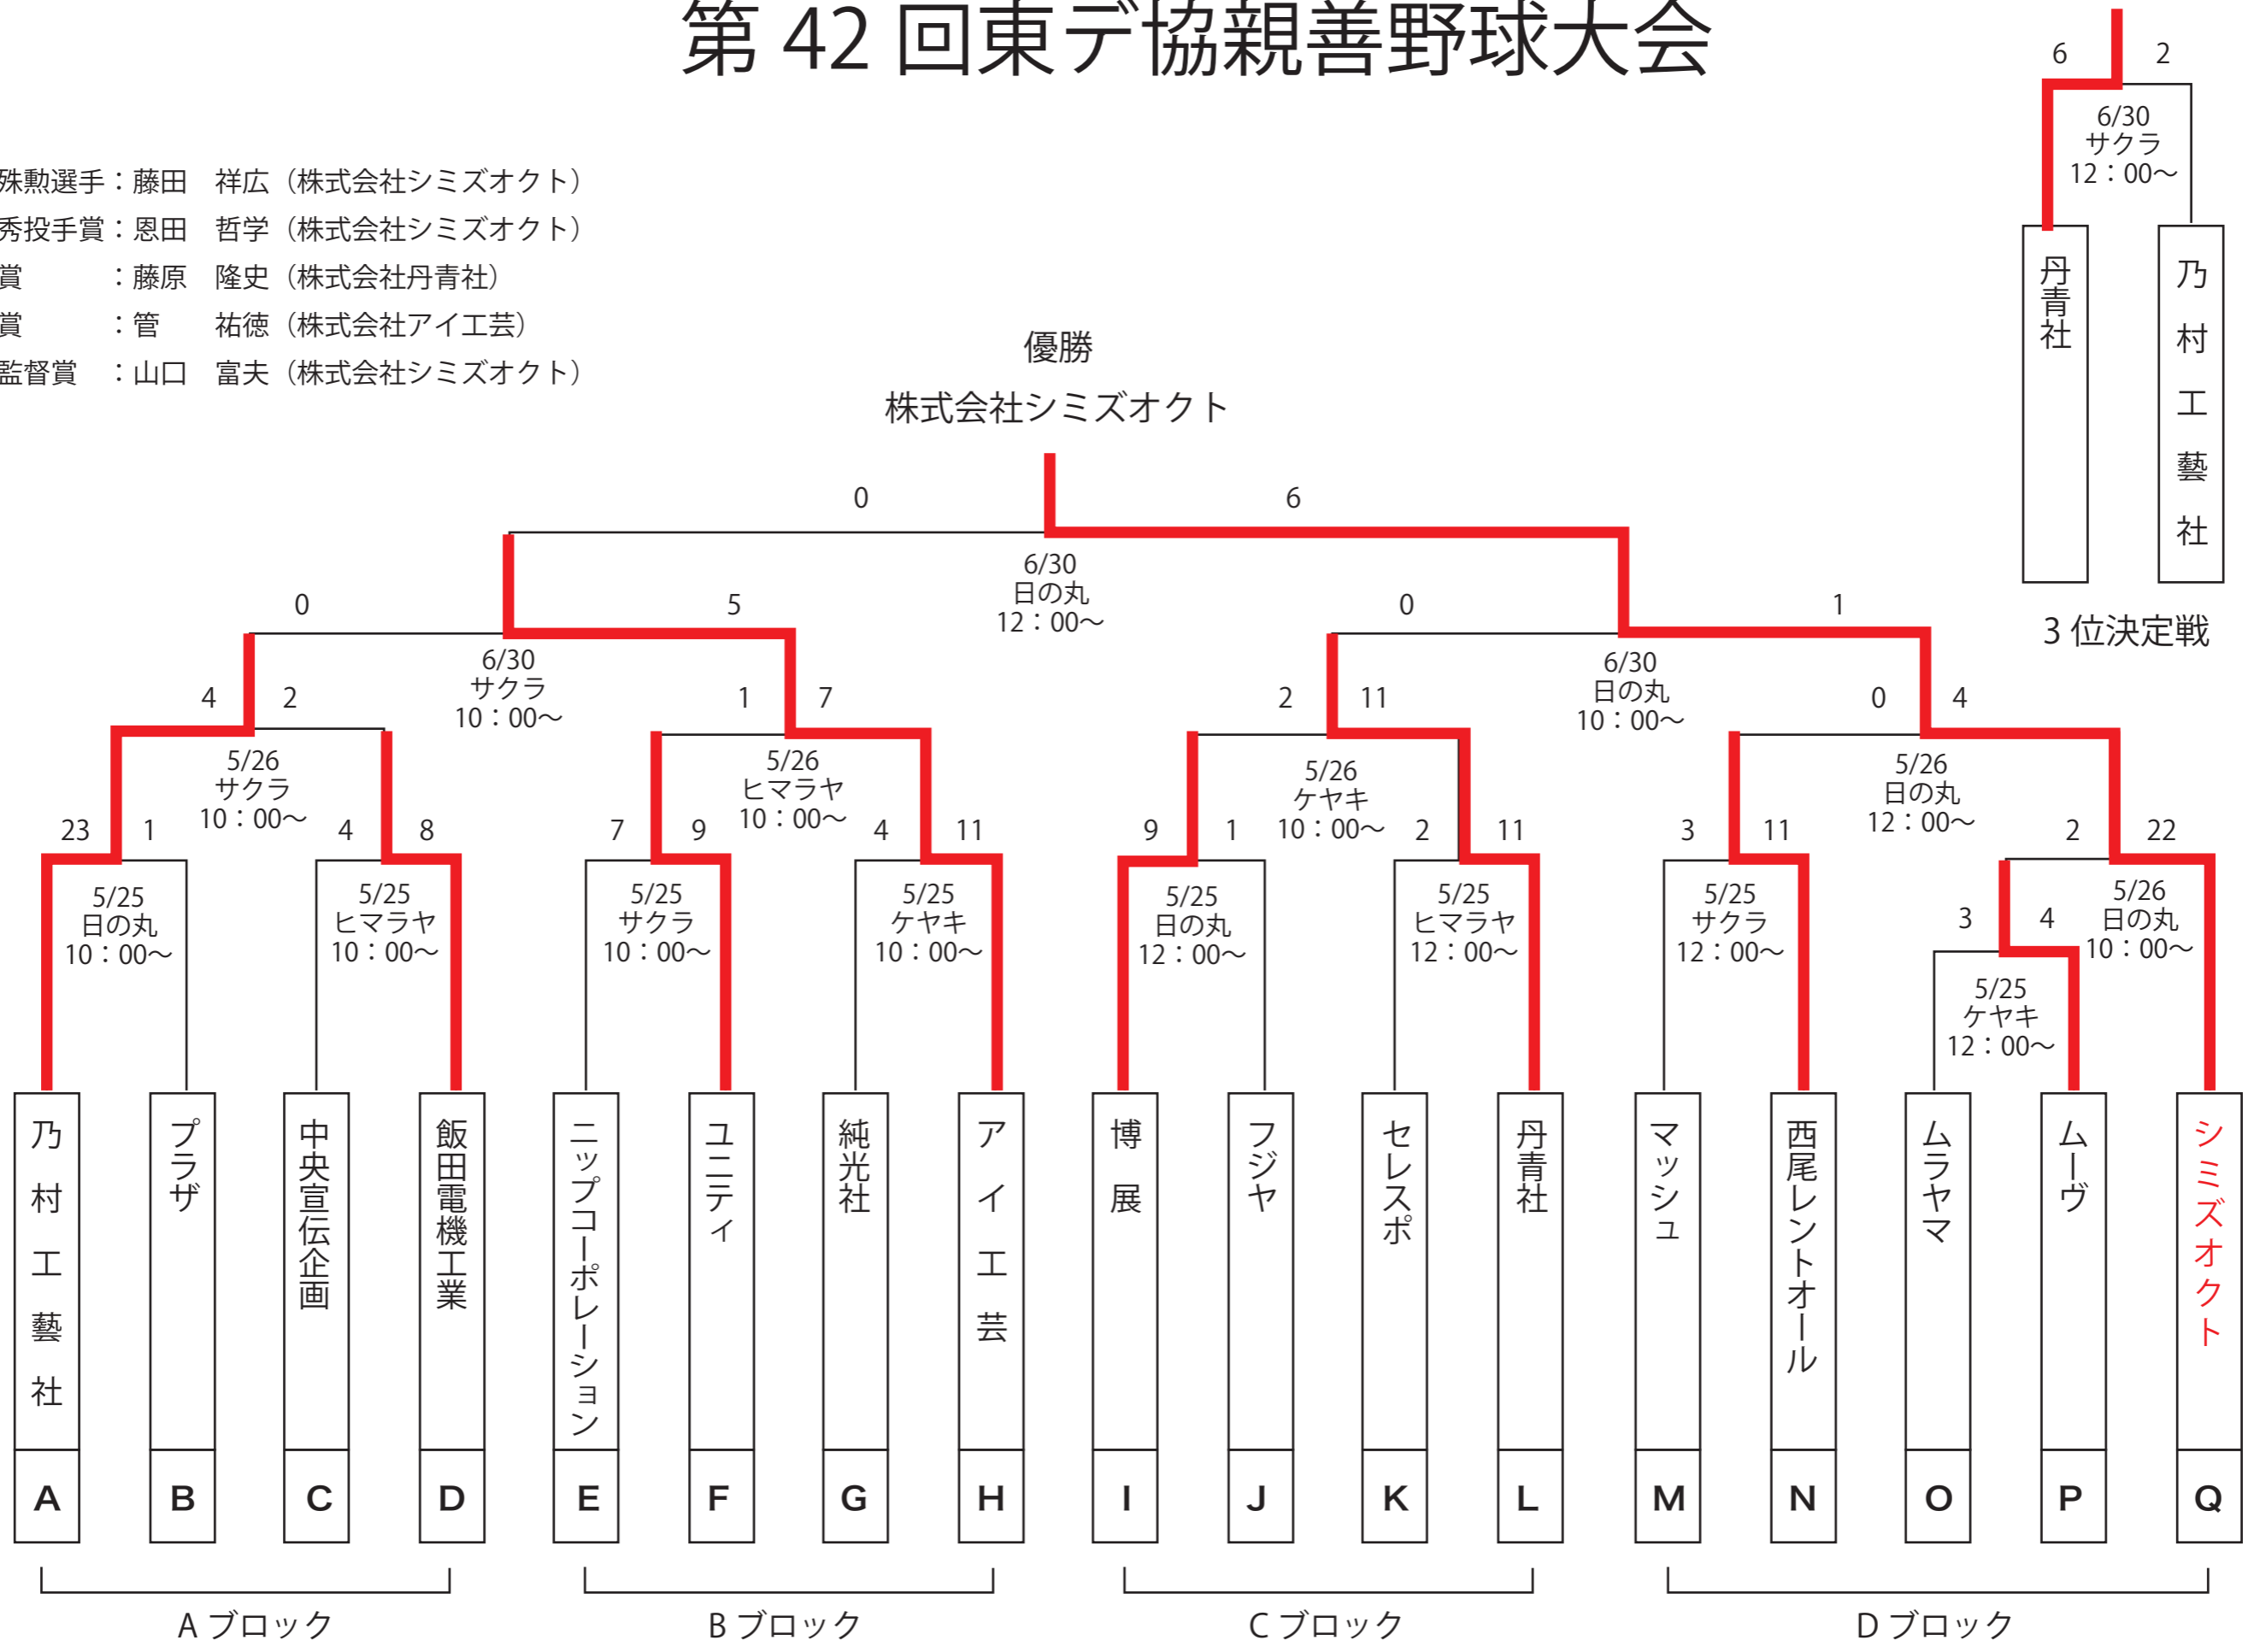 第 42 回東デ協親善野球大会
殊勲選手：藤田　祥広（株式会社シミズオクト）
秀投手賞：恩田　哲学（株式会社シミズオクト）
賞　　　：藤原　隆史（株式会社丹青社）
賞　　　：管　　祐徳（株式会社アイ工芸）
監督賞　：山口　富夫（株式会社シミズオクト）
6
2
6/30
サクラ
12：00～
丹青社
乃村工藝社
3 位決定戦
優勝
株式会社シミズオクト
0
6
6/30
日の丸
12：00～
0
5
6/30
サクラ
10：00～
0
1
6/30
日の丸
10：00～
4
2
5/26
サクラ
10：00～
1
7
5/26
ヒマラヤ
10：00～
2
11
5/26
ケヤキ
10：00～
0
4
5/26
日の丸
12：00～
23
1
5/25
日の丸
10：00～
4
8
5/25
ヒマラヤ
10：00～
7
9
5/25
サクラ
10：00～
4
11
5/25
ケヤキ
10：00～
9
1
5/25
日の丸
12：00～
2
11
5/25
ヒマラヤ
12：00～
3
11
5/25
サクラ
12：00～
2
22
5/26
日の丸
10：00～
3
4
5/25
ケヤキ
12：00～
乃村工藝社
プラザ
中央宣伝企画
飯田電機工業
ニップコーポレーション
ユニティ
純光社
アイ工芸
博展
フジヤ
セレスポ
丹青社
マッシュ
西尾レントオール
ムラヤマ
ムーヴ
シミズオクト
A
B
C
D
E
F
G
H
I
J
K
L
M
N
O
P
Q
A ブロック
B ブロック
C ブロック
D ブロック